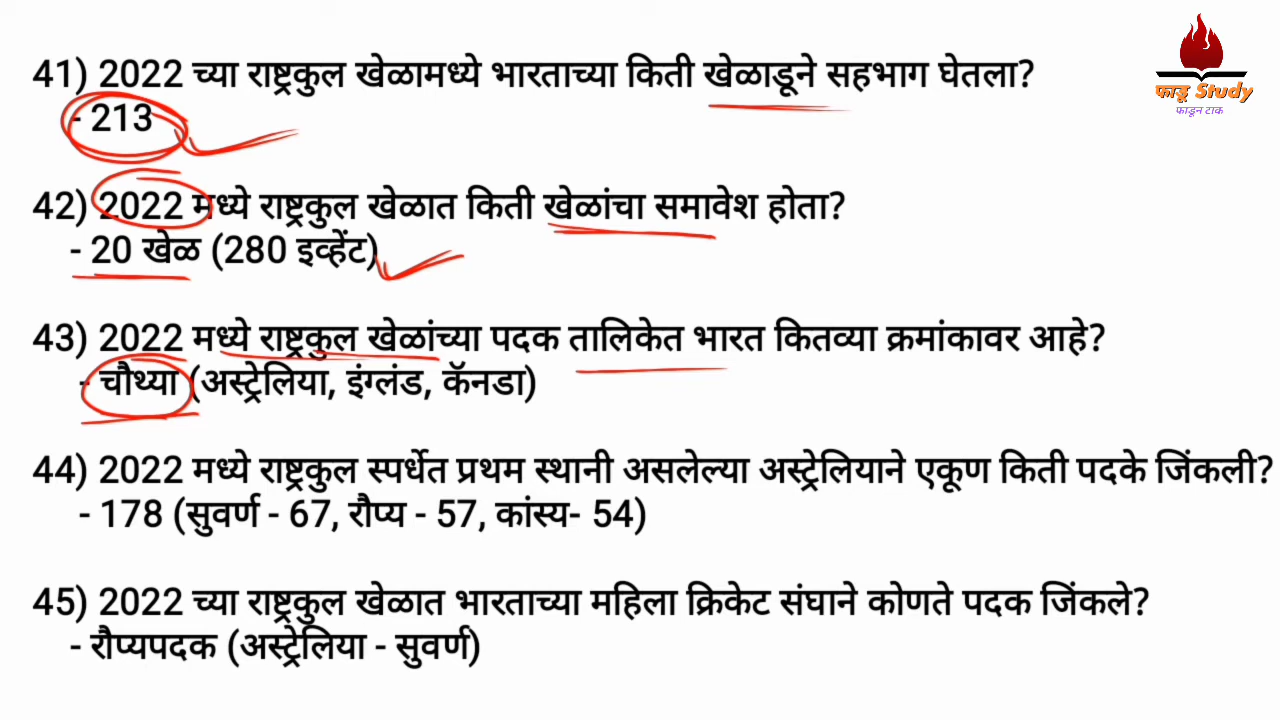 फाडू Study
फाडून टाक
41) 2022 च्या राष्ट्रकुल खेळामध्ये भारताच्या किती खेळाडूने सहभाग घेतला?
- 213
42) 2022 मध्ये राष्ट्रकुल खेळात किती खेळांचा समावेश होता?
- 20 खेळ (280 इव्हेंट)
43) 2022 मध्ये राष्ट्रकुल खेळांच्या पदक तालिकेत भारत कितव्या क्रमांकावर आहे?
- चौथ्या (अस्ट्रेलिया, इंग्लंड, कॅनडा)
44) 2022 मध्ये राष्ट्रकुल स्पर्धेत प्रथम स्थानी असलेल्या अस्ट्रेलियाने एकूण किती पदके जिंकली?
- 178 (सुवर्ण - 67, रौप्य - 57, कांस्य- 54)
45) 2022 च्या राष्ट्रकुल खेळात भारताच्या महिला क्रिकेट संघाने कोणते पदक जिंकले?
- रौप्यपदक (अस्ट्रेलिया - सुवर्ण)